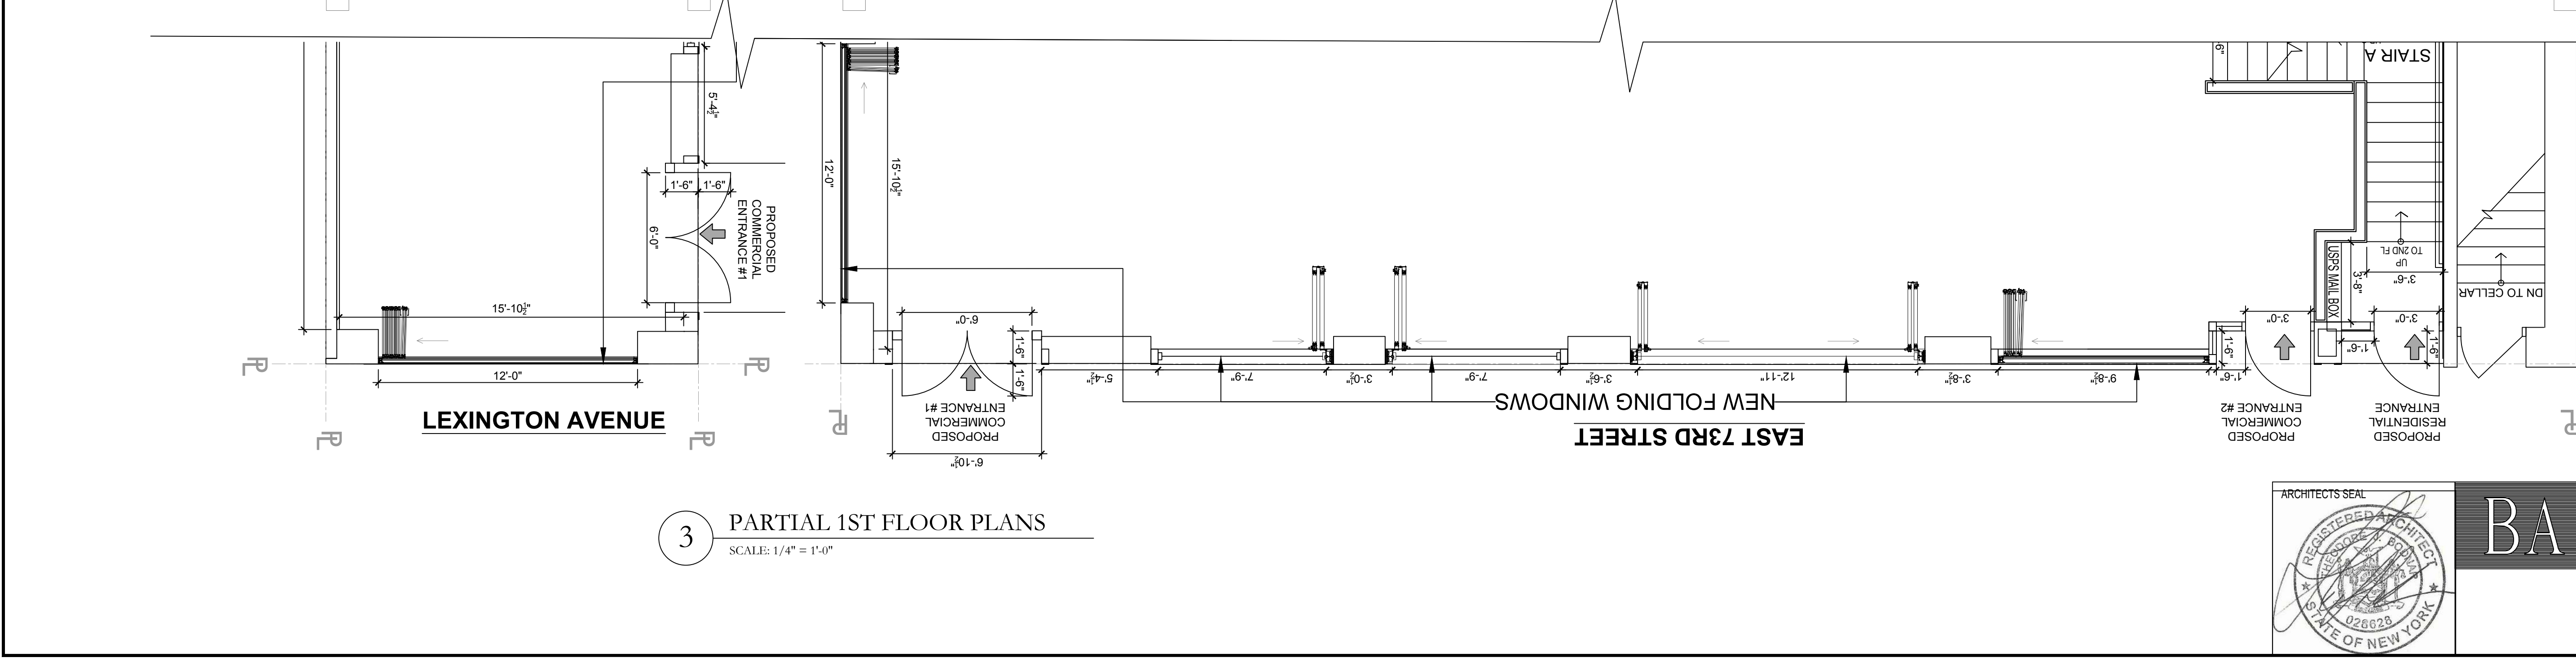 5'-4½"
1'-6" 1'-6"
6'-0"
PROPOSED
COMMERCIAL
ENTRANCE #1
15'-10½"
12'-0"
LEXINGTON AVENUE
12'-0"
15'-10½"
6'-0"
1'-6"
1'-6"
PROPOSED
COMMERCIAL
ENTRANCE #1
6'-10½"
5'-4½"
7'-9"
3'-0½"
7'-9"
3'-6½"
12'-11"
3'-8½"
9'-8½"
1'-6"
1'-6"
NEW FOLDING WINDOWS
EAST 73RD STREET
STAIR A
UP
TO 2ND FL
3'-6"
3'-8"
USPS MAIL BOX
DN TO CELLAR
3'-0"
3'-0"
1'-6"
1'-6"
PROPOSED
COMMERCIAL
ENTRANCE #2
PROPOSED
RESIDENTIAL
ENTRANCE
3
PARTIAL 1ST FLOOR PLANS
SCALE: 1/4" = 1'-0"
ARCHITECTS SEAL
REGISTERED ARCHITECT
THEODORE J.
028628
STATE OF NEW YORK
BA